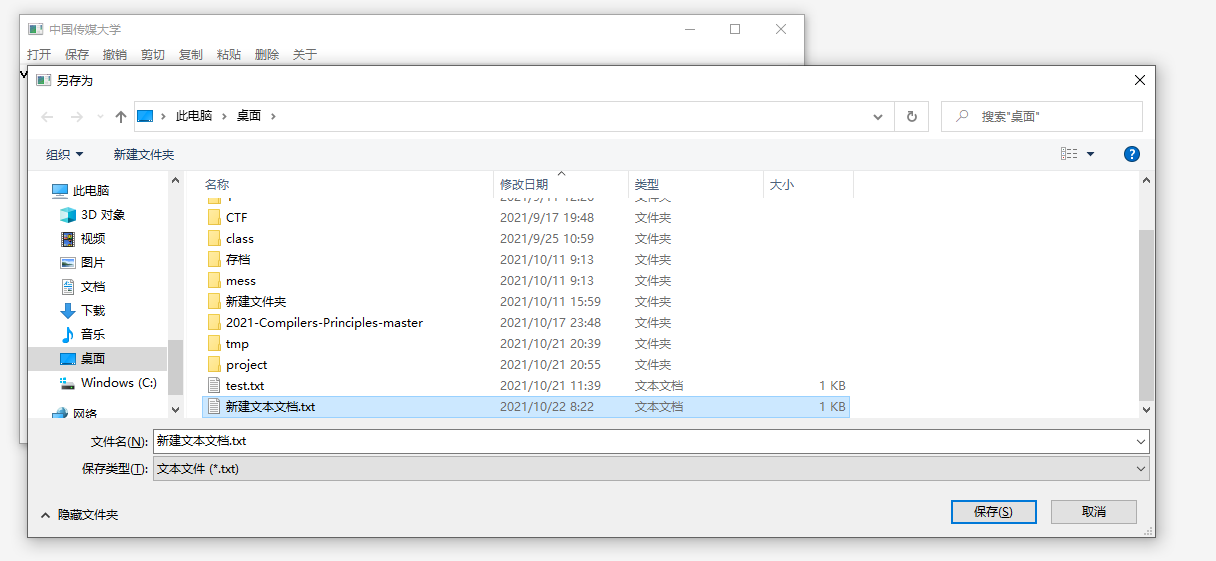 中国传媒大学
打开 保存 撤销 剪切 复制 粘贴 删除 关于
另存为
此电脑 桌面 搜索"桌面"
组织 新建文件夹
名称 修改日期 类型 大小
此电脑
3D 对象
视频
图片
文档
下载
音乐
桌面
Windows (C:)
网络
CTF 2021/9/17 19:48 文件夹
class 2021/9/25 10:59 文件夹
存档 2021/10/11 9:13 文件夹
mess 2021/10/11 9:13 文件夹
新建文件夹 2021/10/11 15:59 文件夹
2021-Compilers-Principles-master 2021/10/17 23:48 文件夹
tmp 2021/10/21 20:39 文件夹
project 2021/10/21 20:55 文件夹
test.txt 2021/10/21 11:39 文本文档 1 KB
新建文本文档.txt 2021/10/22 8:22 文本文档 1 KB
文件名(N): 新建文本文档.txt
保存类型(T): 文本文件 (*.txt)
隐藏文件夹 保存(S) 取消